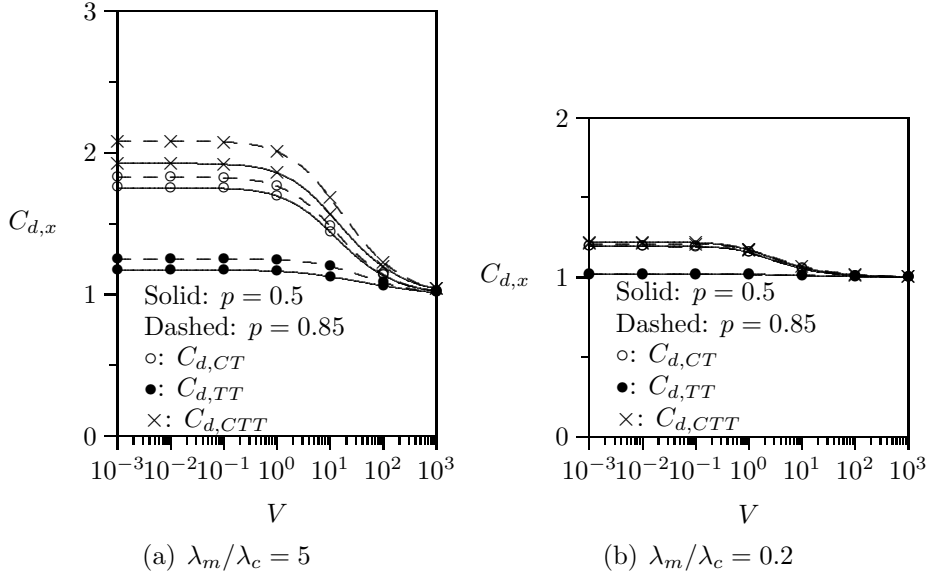 3
2
1
0
C_{d,x}
Solid: p = 0.5
Dashed: p = 0.85
○: C_{d,CT}
●: C_{d,TT}
×: C_{d,CTT}
10^{-3} 10^{-2} 10^{-1} 10^0 10^1 10^2 10^3
V
(a) λ_m/λ_c = 5
2
1
0
C_{d,x}
Solid: p = 0.5
Dashed: p = 0.85
○: C_{d,CT}
●: C_{d,TT}
×: C_{d,CTT}
10^{-3} 10^{-2} 10^{-1} 10^0 10^1 10^2 10^3
V
(b) λ_m/λ_c = 0.2